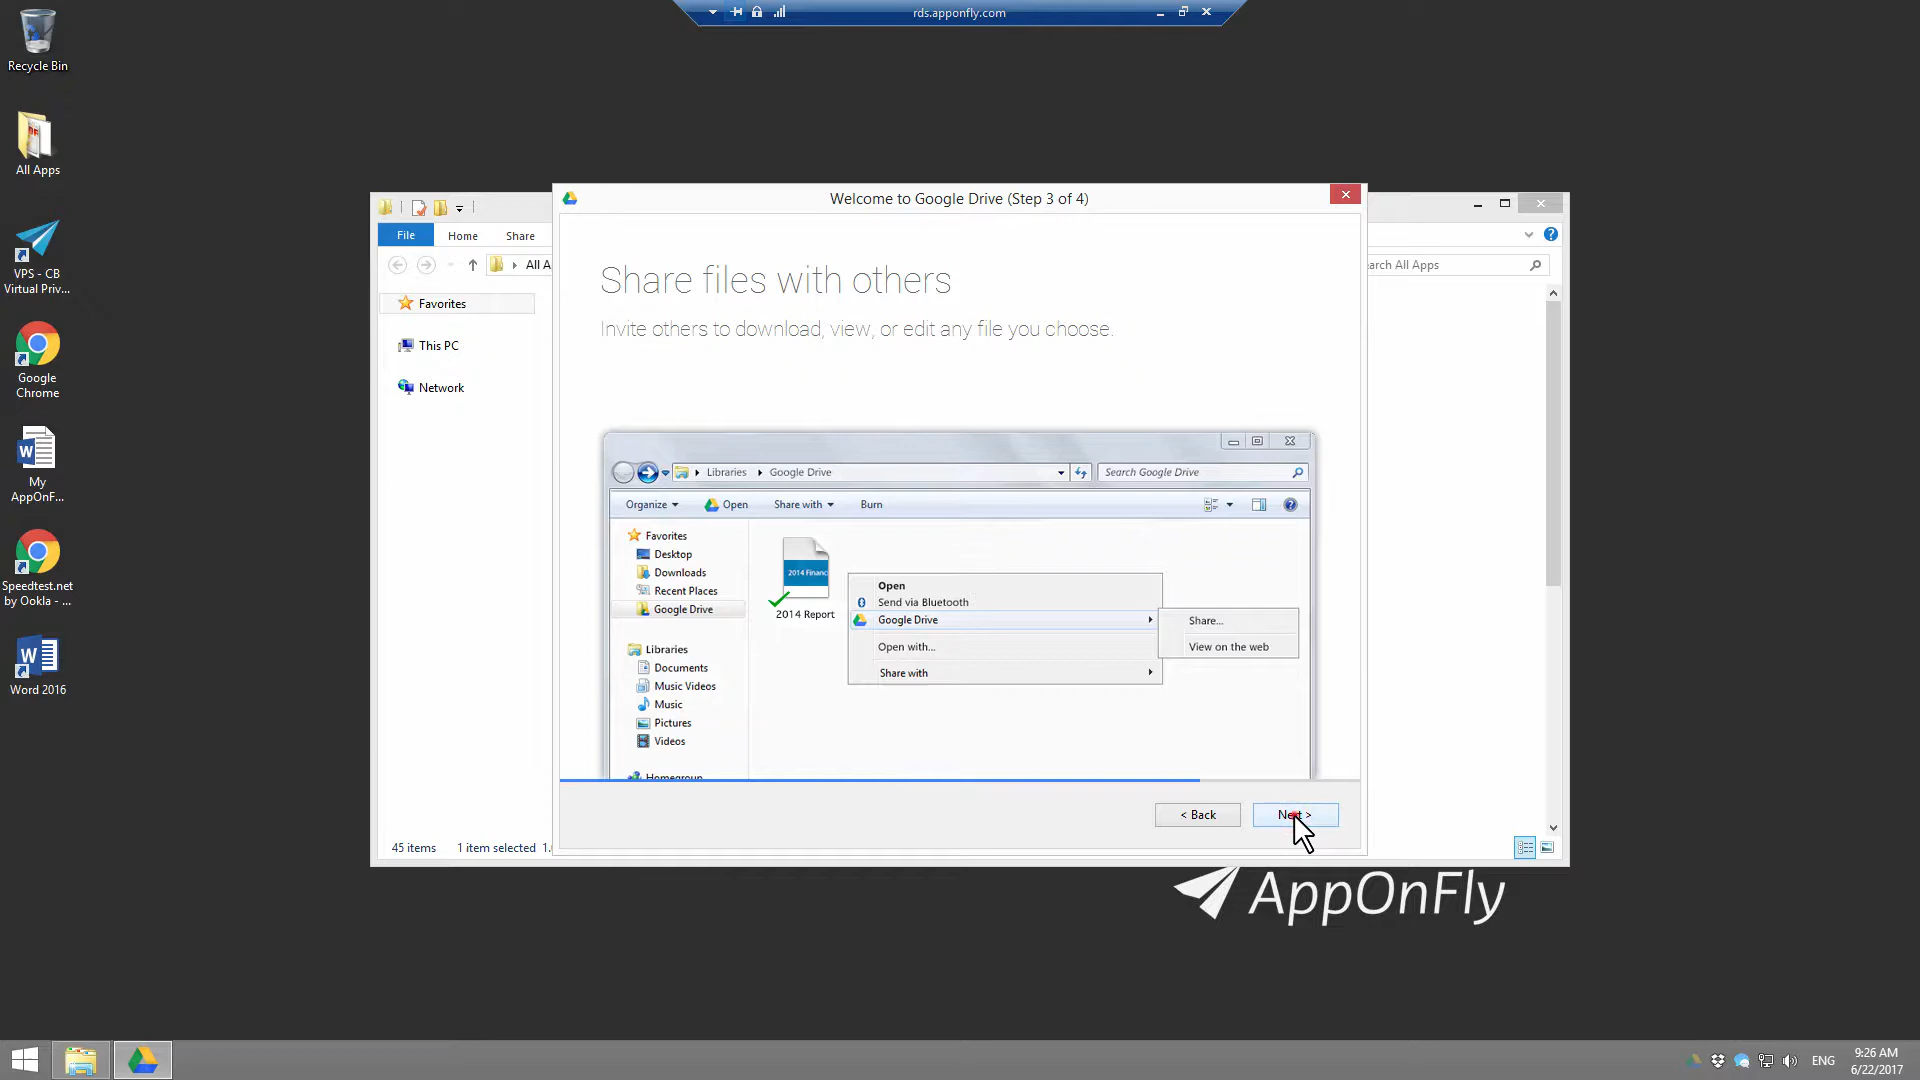 rds.apponfly.com
Recycle Bin
All Apps
VPS - CB
Virtual Priv...
Google
Chrome
My
AppOnF...
Speedtest.net
by Ookla - ...
Word 2016
File
Home
Share
All A
arch All Apps
Favorites
This PC
Network
45 items
1 item selected
1.
Welcome to Google Drive (Step 3 of 4)
Share files with others
Invite others to download, view, or edit any file you choose.
Libraries
Google Drive
Search Google Drive
Organize
Open
Share with
Burn
Favorites
Desktop
Downloads
Recent Places
Google Drive
Libraries
Documents
Music Videos
Music
Pictures
Videos
Homegroup
2014 Financ
2014 Report
Open
Send via Bluetooth
Google Drive
Open with...
Share with
Share...
View on the web
< Back
Next >
AppOnFly
ENG
9:26 AM
6/22/2017